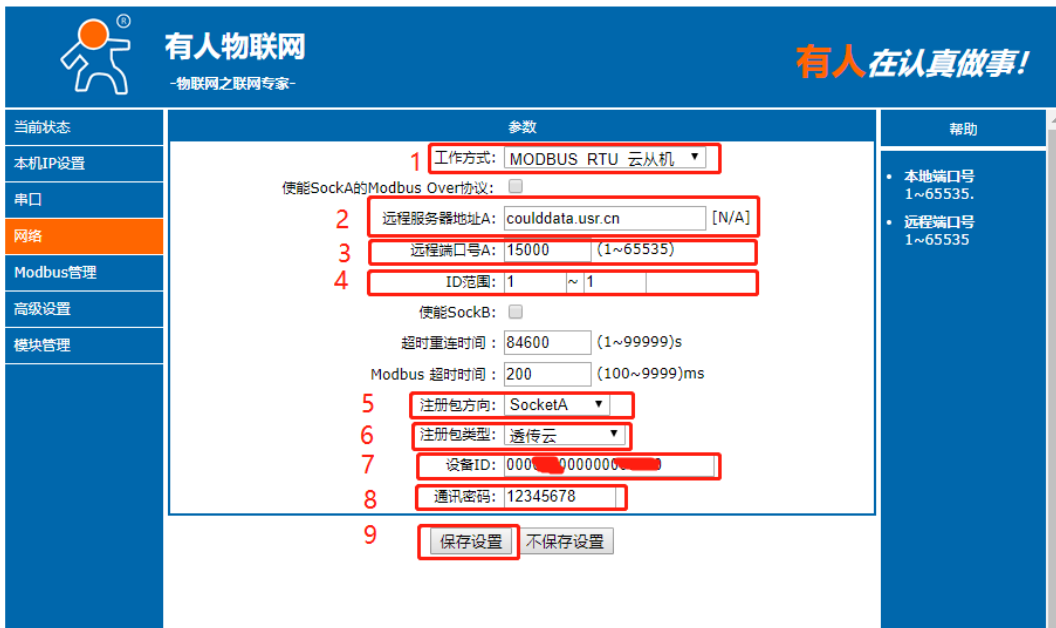 ®
有人物联网
-物联网之联网专家-
有人在认真做事!
当前状态
本机IP设置
串口
网络
Modbus管理
高级设置
模块管理
参数
1 工作方式: MODBUS RTU 云从机
使能SockA的Modbus Over协议:
2 远程服务器地址A: coulddata.usr.cn [N/A]
3 远程端口号A: 15000 (1~65535)
4 ID范围: 1 ~ 1
使能SockB:
超时重连时间 : 84600 (1~99999)s
Modbus 超时时间 : 200 (100~9999)ms
5 注册包方向: SocketA
6 注册包类型: 透传云
7 设备ID:
8 通讯密码: 12345678
9 保存设置 不保存设置
帮助
• 本地端口号
1~65535.
• 远程端口号
1~65535